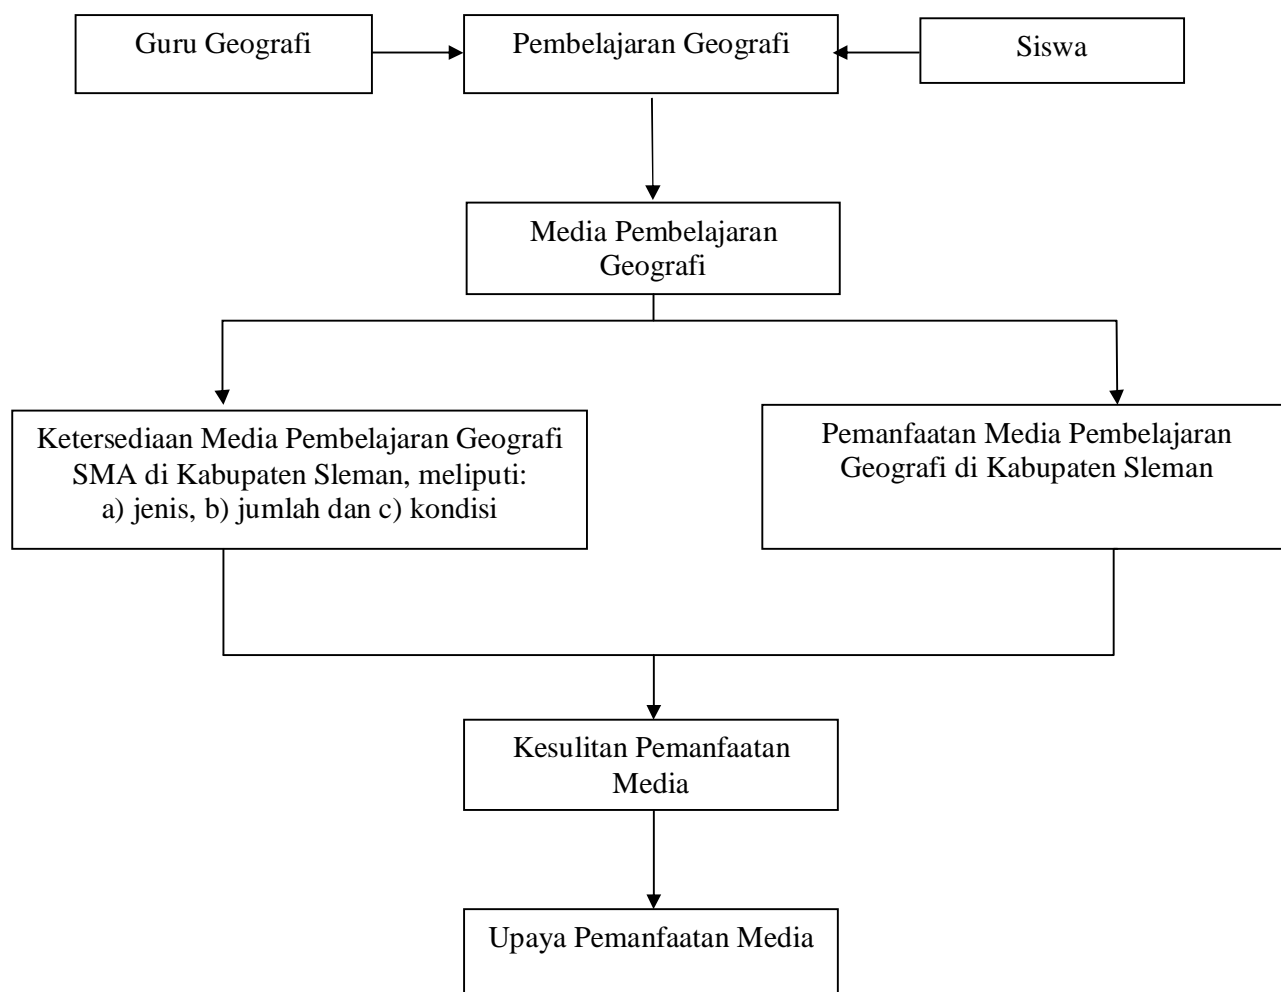 Guru Geografi
Pembelajaran Geografi
Siswa
Media Pembelajaran
Geografi
Ketersediaan Media Pembelajaran Geografi
SMA di Kabupaten Sleman, meliputi:
a) jenis, b) jumlah dan c) kondisi
Pemanfaatan Media Pembelajaran
Geografi di Kabupaten Sleman
Kesulitan Pemanfaatan
Media
Upaya Pemanfaatan Media